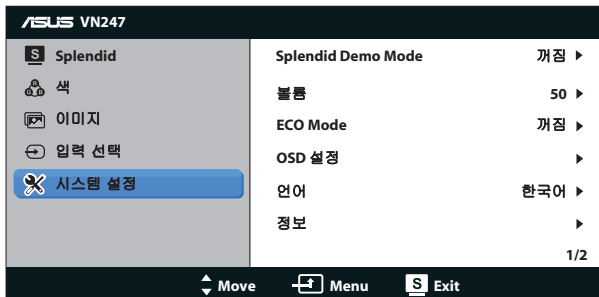 ASUS VN247
S Splendid
색
이미지
입력 선택
시스템 설정
Splendid Demo Mode 꺼짐
볼륨 50
ECO Mode 꺼짐
OSD 설정
언어 한국어
정보
1/2
Move Menu S Exit